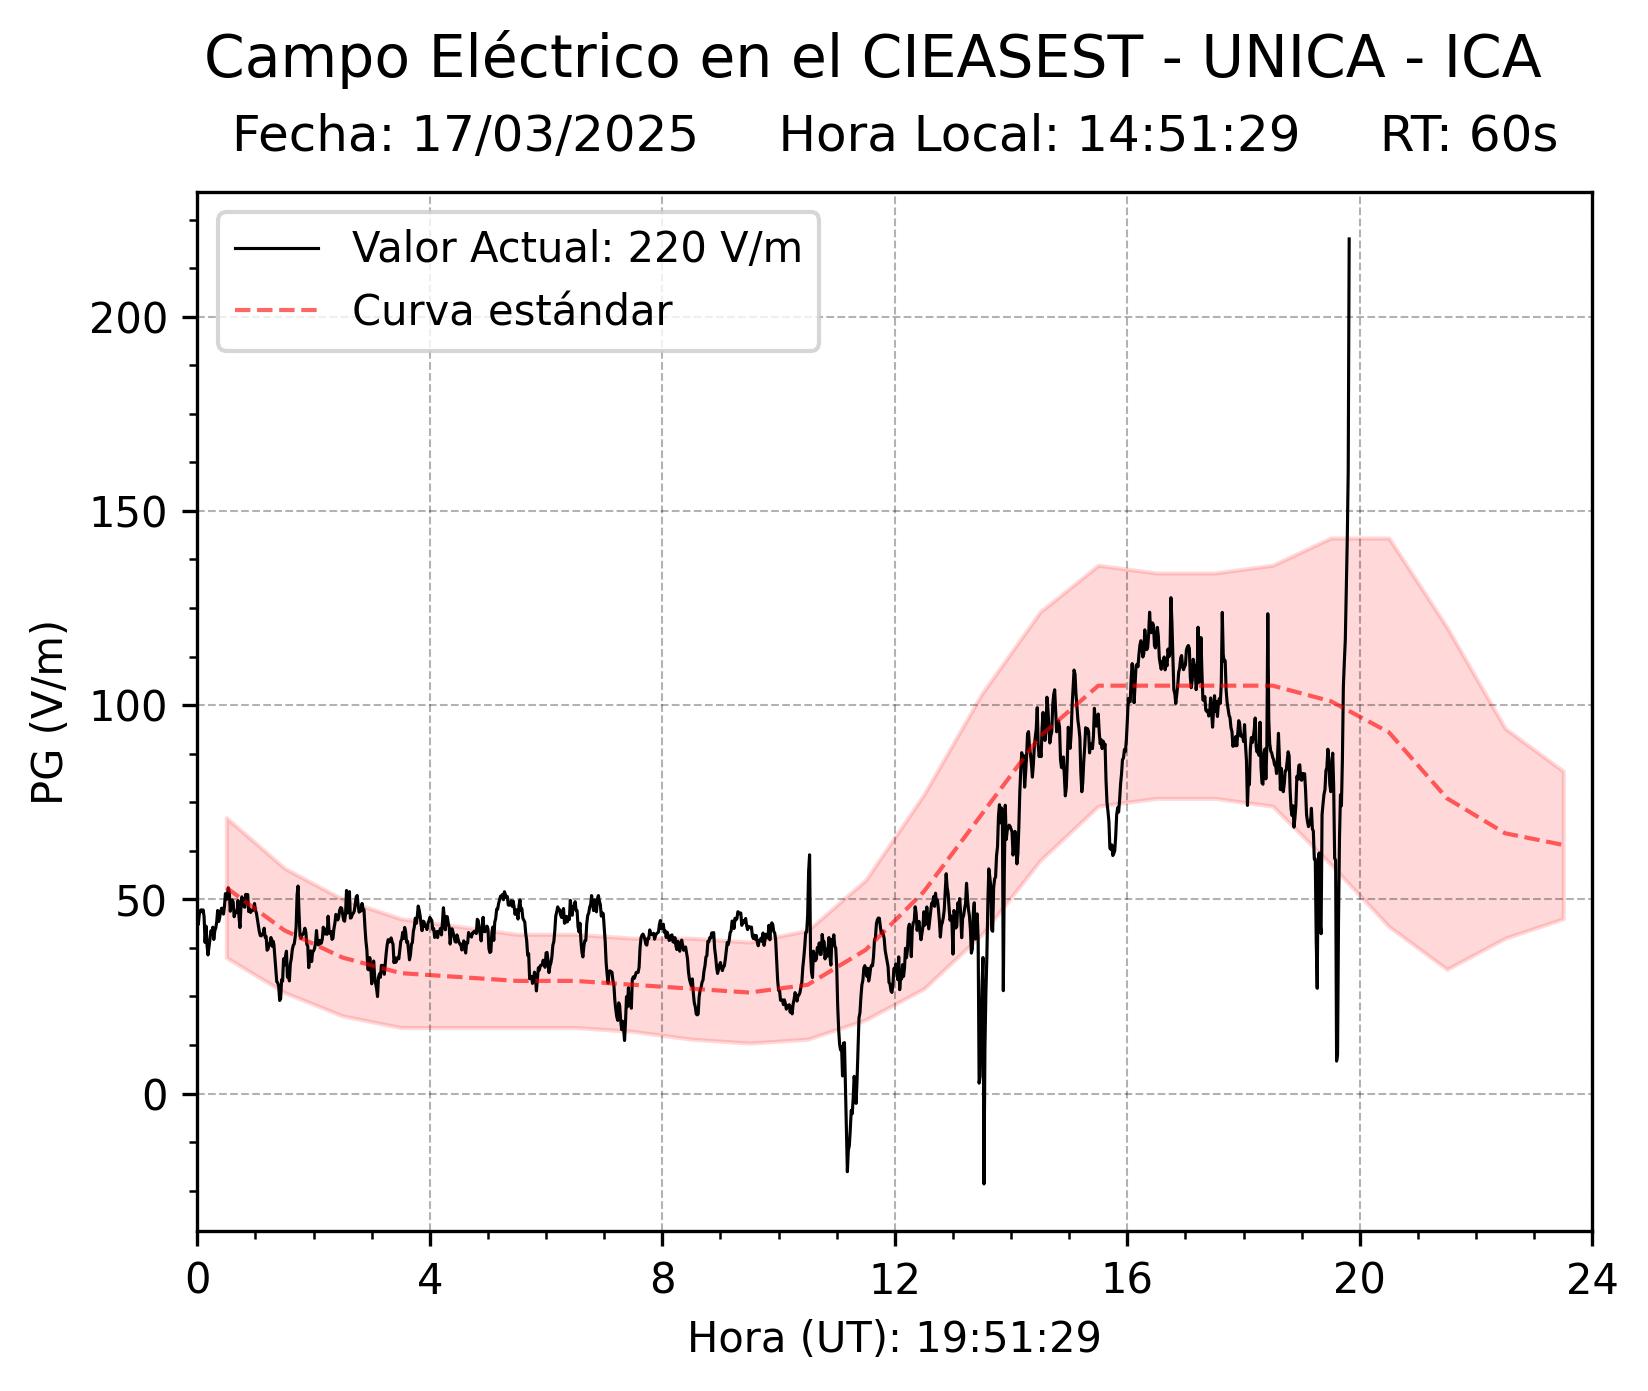 Campo Eléctrico en el CIEASEST - UNICA - ICA
Fecha: 17/03/2025 Hora Local: 14:51:29 RT: 60s
Valor Actual: 220 V/m
Curva estándar
PG (V/m)
200
150
100
50
0
0 4 8 12 16 20 24
Hora (UT): 19:51:29